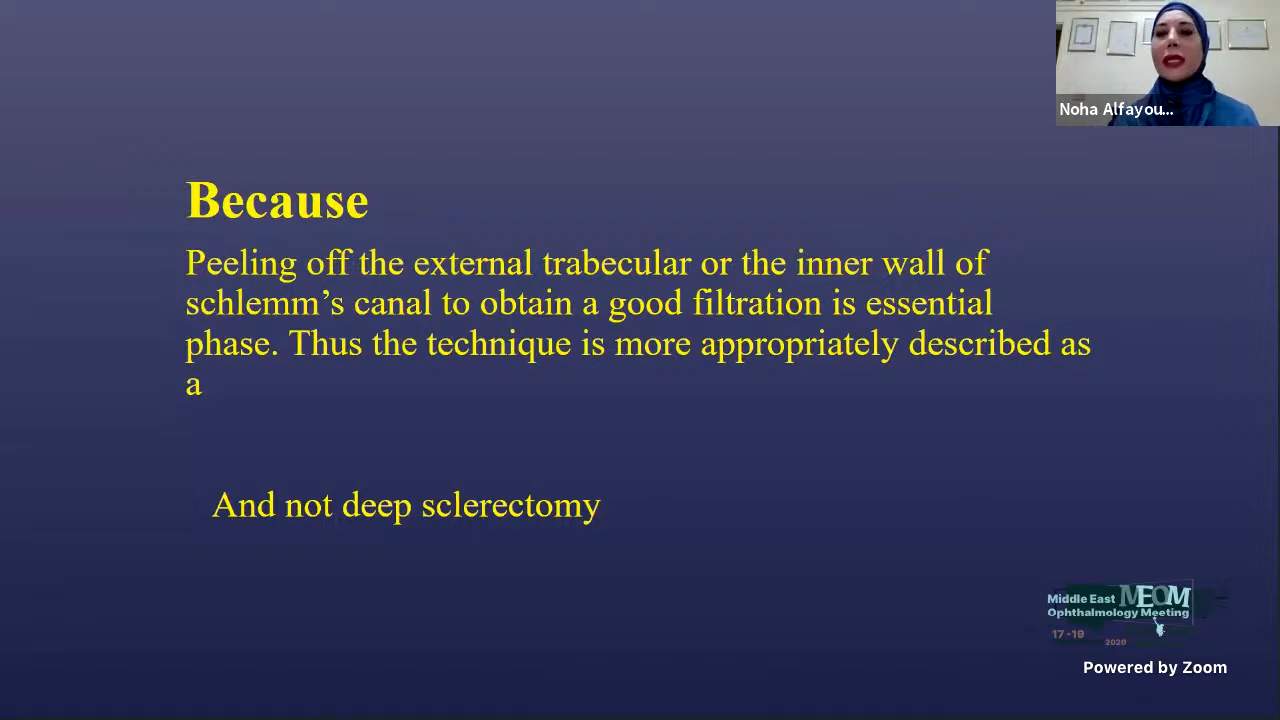 Noha Alfayou...
Because
Peeling off the external trabecular or the inner wall of
schlemm’s canal to obtain a good filtration is essential
phase. Thus the technique is more appropriately described as
a
And not deep sclerectomy
Middle East MEOM
Ophthalmology Meeting
17-19
2020
Powered by Zoom